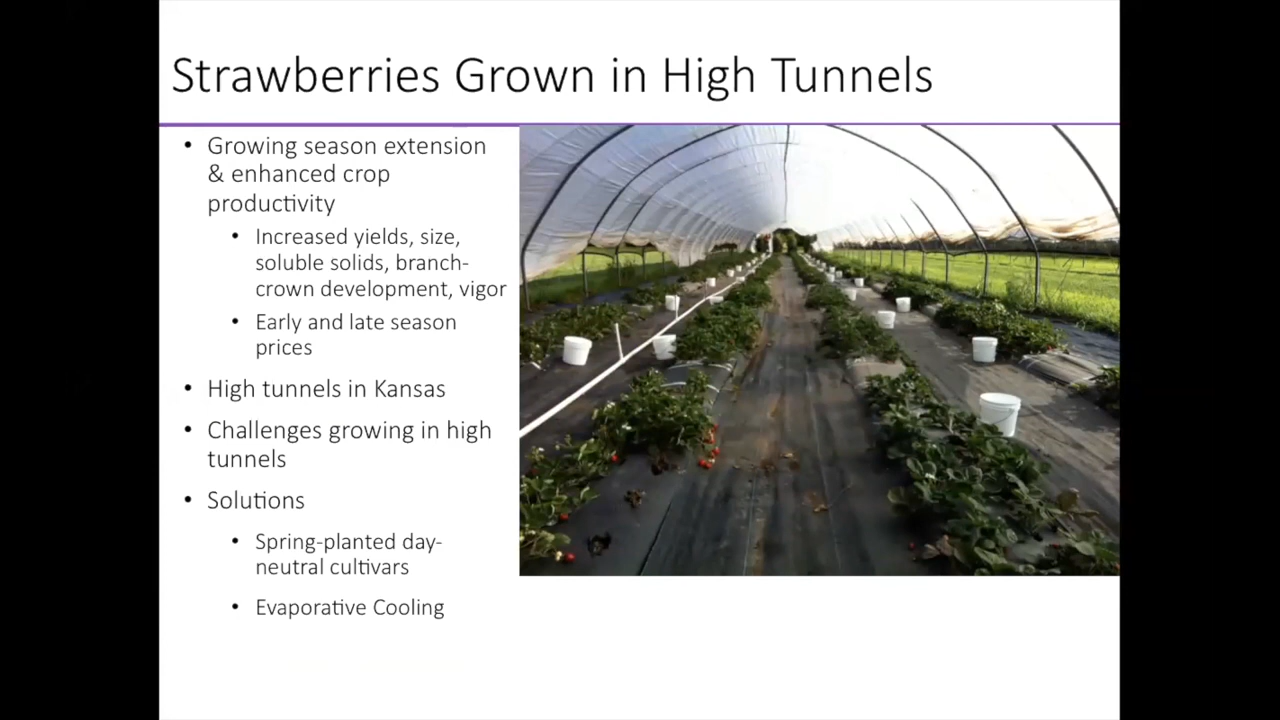 Strawberries Grown in High Tunnels
• Growing season extension
& enhanced crop
productivity
• Increased yields, size,
soluble solids, branch-
crown development, vigor
• Early and late season
prices
• High tunnels in Kansas
• Challenges growing in high
tunnels
• Solutions
• Spring-planted day-
neutral cultivars
• Evaporative Cooling